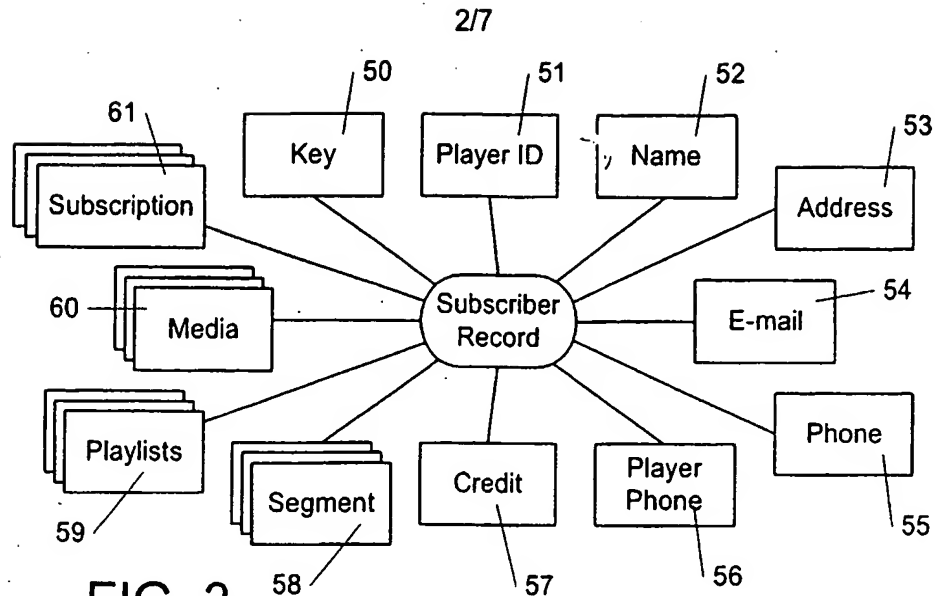 2/7
50
51
52
53
61
Key
Player ID
Name
Subscription
Address
Subscriber
Record
54
60
Media
E-mail
Playlists
Segment
Credit
Player
Phone
Phone
59
58
57
56
55